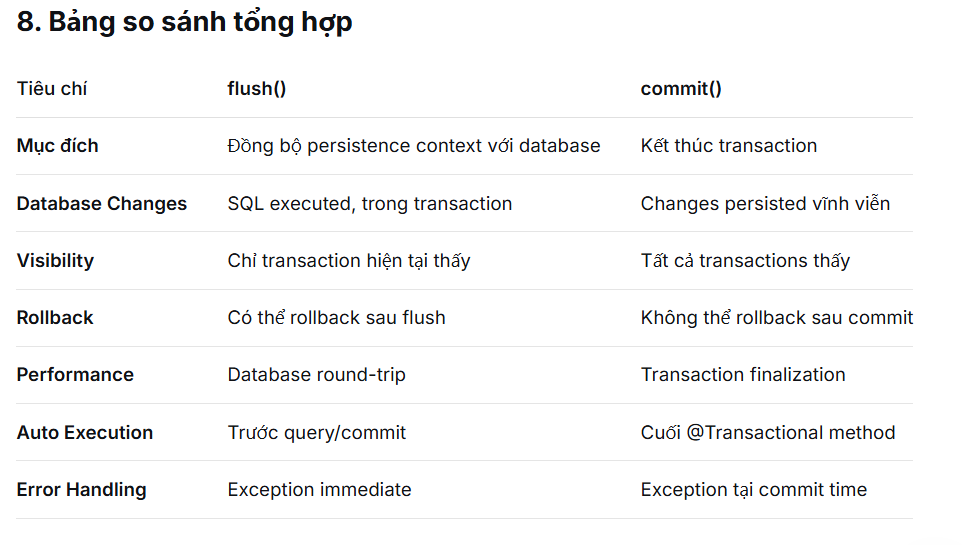 8. Bảng so sánh tổng hợp
Tiêu chí flush() commit()
Mục đích Đồng bộ persistence context với database Kết thúc transaction
Database Changes SQL executed, trong transaction Changes persisted vĩnh viễn
Visibility Chỉ transaction hiện tại thấy Tất cả transactions thấy
Rollback Có thể rollback sau flush Không thể rollback sau commit
Performance Database round-trip Transaction finalization
Auto Execution Trước query/commit Cuối @Transactional method
Error Handling Exception immediate Exception tại commit time